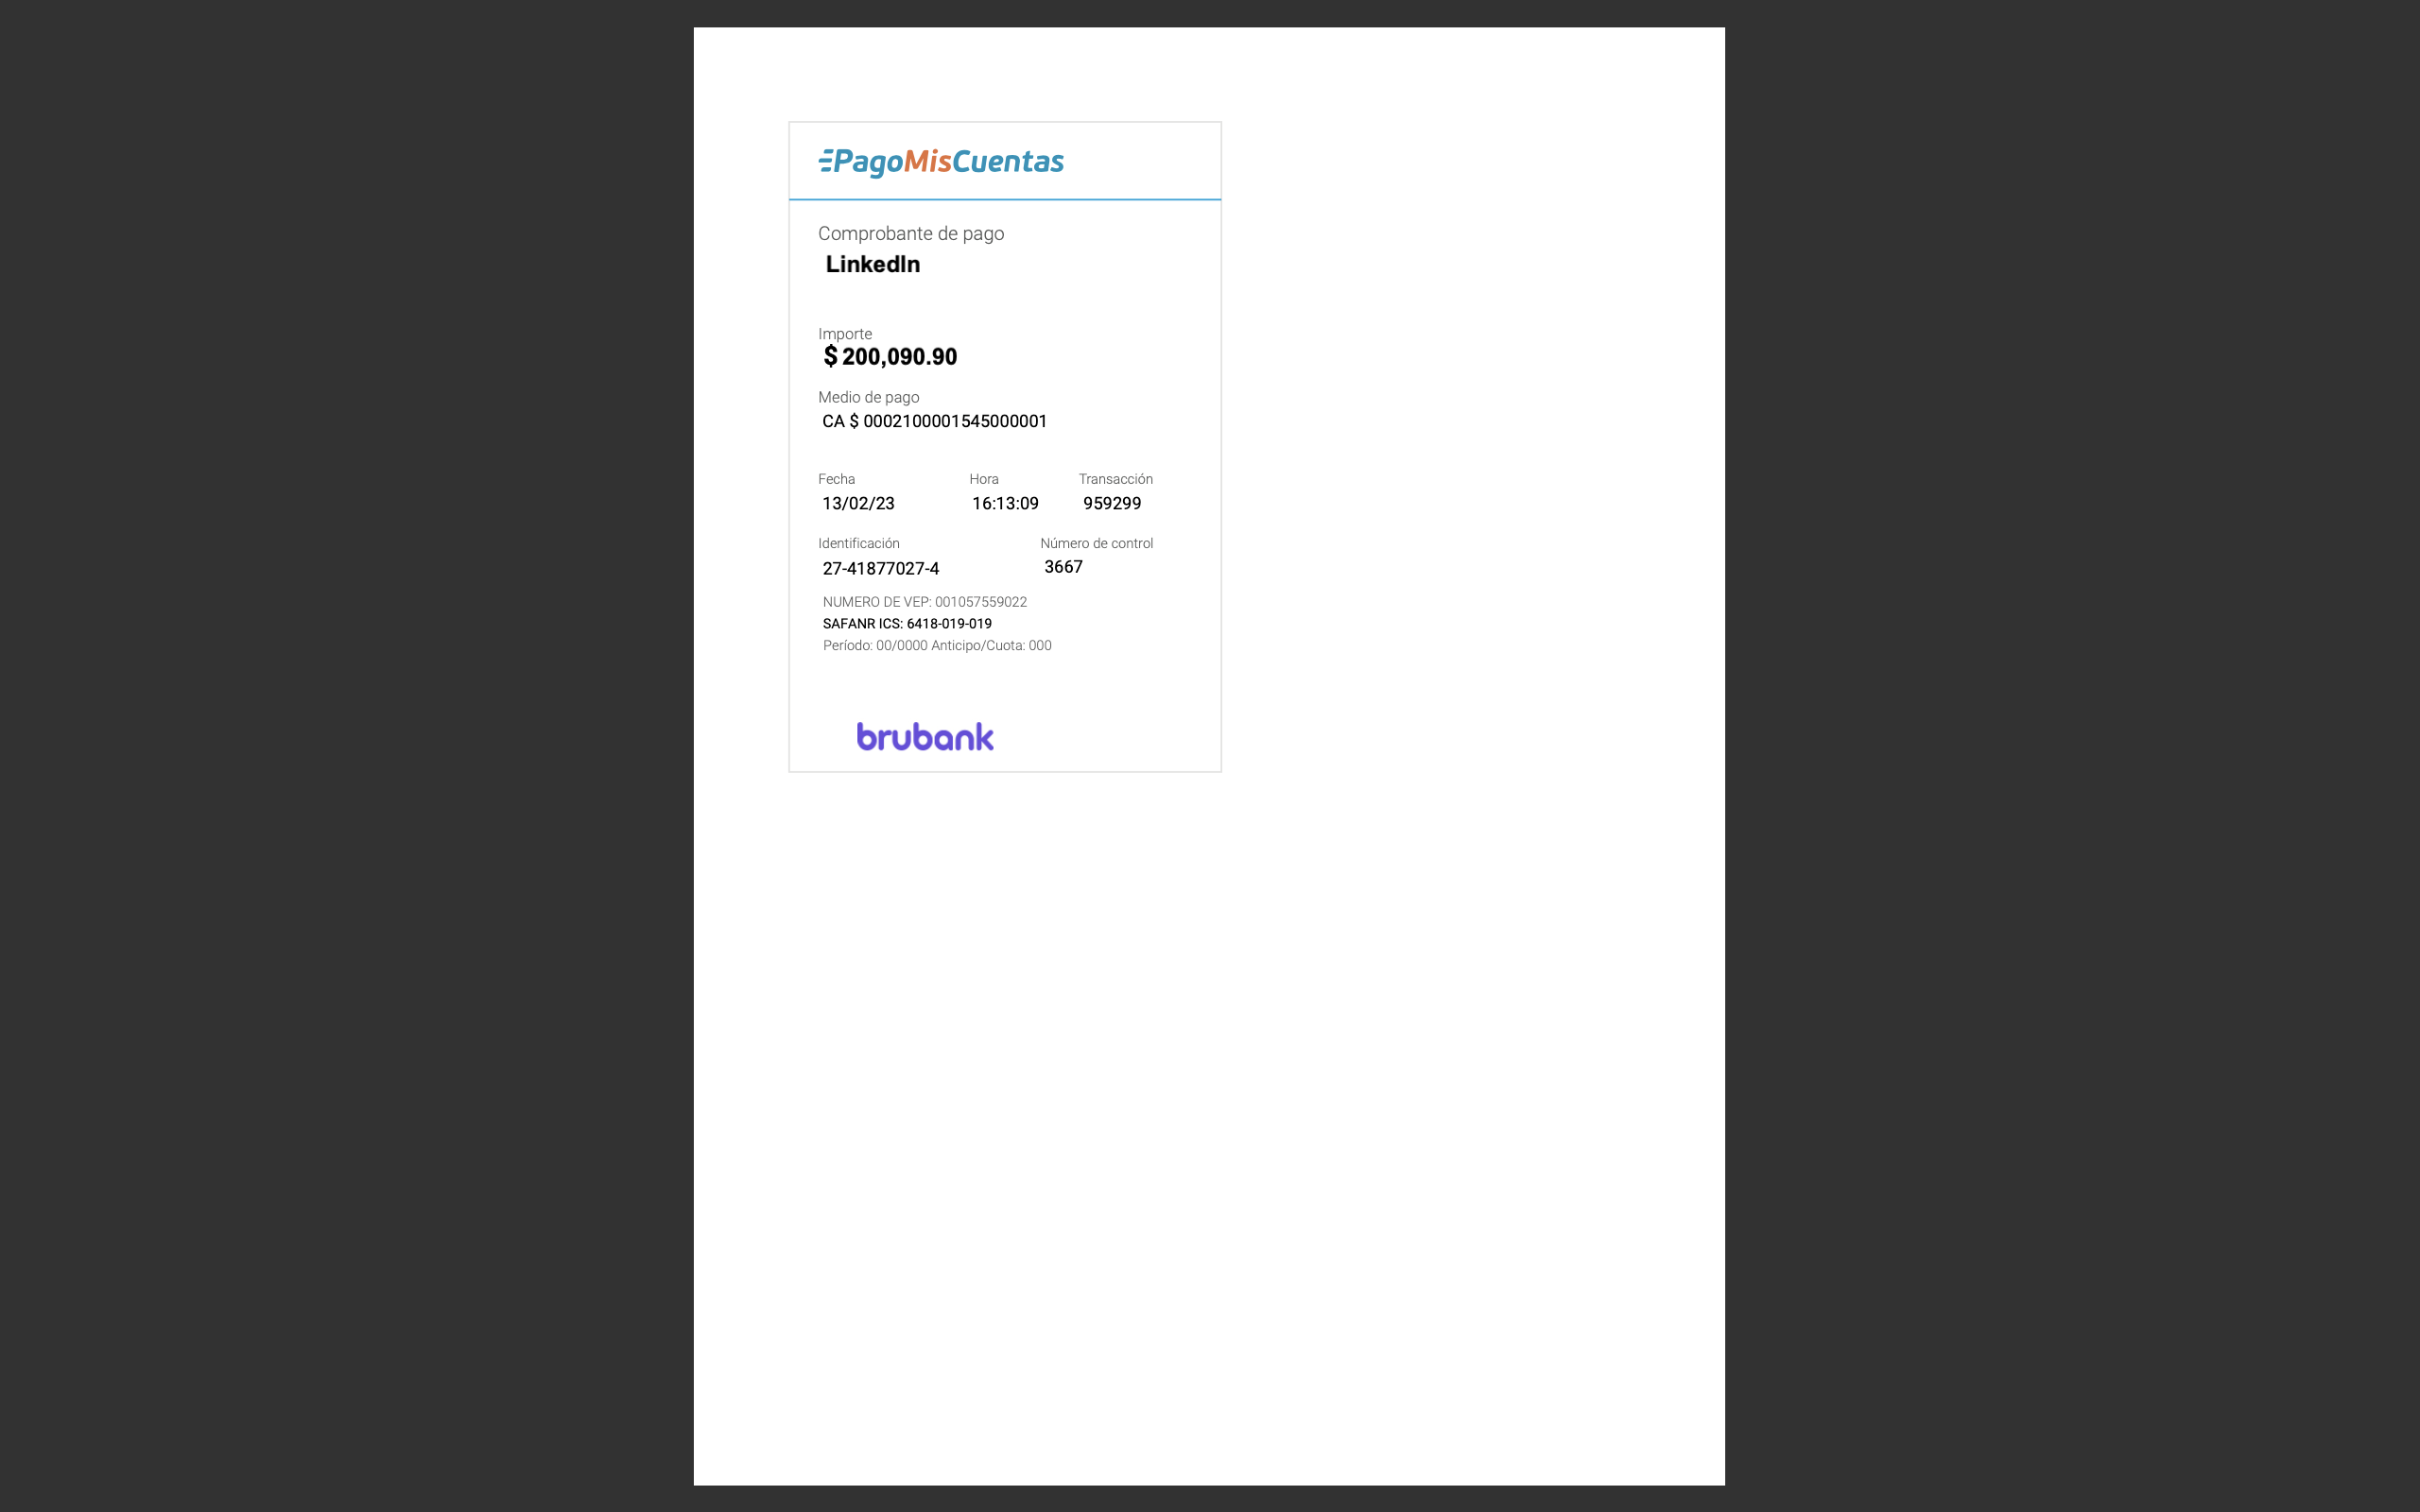 PagoMisCuentas
Comprobante de pago
LinkedIn
Importe
$ 200,090.90
Medio de pago
CA $ 0002100001545000001
Fecha Hora Transacción
13/02/23 16:13:09 959299
Identificación Número de control
27-41877027-4 3667
NUMERO DE VEP: 001057559022
SAFANR ICS: 6418-019-019
Período: 00/0000 Anticipo/Cuota: 000
brubank